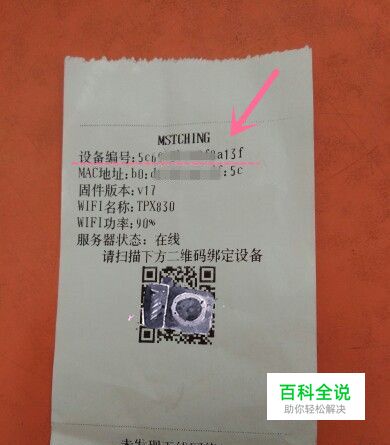 MSTCHING
设备编号:5c f8a13f
MAC地址:b0:d :5c
固件版本:v17
WIFI名称:TPX830
WIFI功率:90%
服务器状态: 在线
请扫描下方二维码绑定设备
百科全说
助你轻松解决